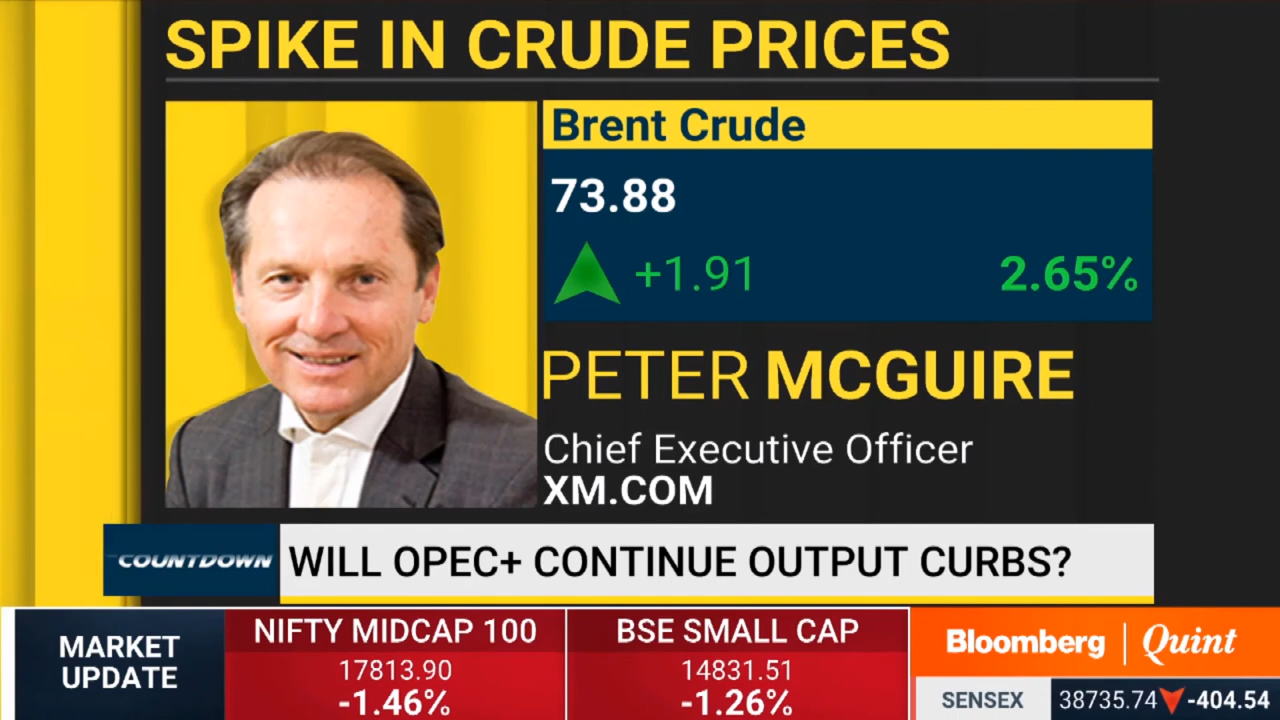 SPIKE IN CRUDE PRICES
Brent Crude
73.88
+1.91 2.65%
PETER MCGUIRE
Chief Executive Officer
XM.COM
COUNTDOWN WILL OPEC+ CONTINUE OUTPUT CURBS?
MARKET UPDATE
NIFTY MIDCAP 100
17813.90
-1.46%
BSE SMALL CAP
14831.51
-1.26%
Bloomberg | Quint
SENSEX 38735.74 -404.54